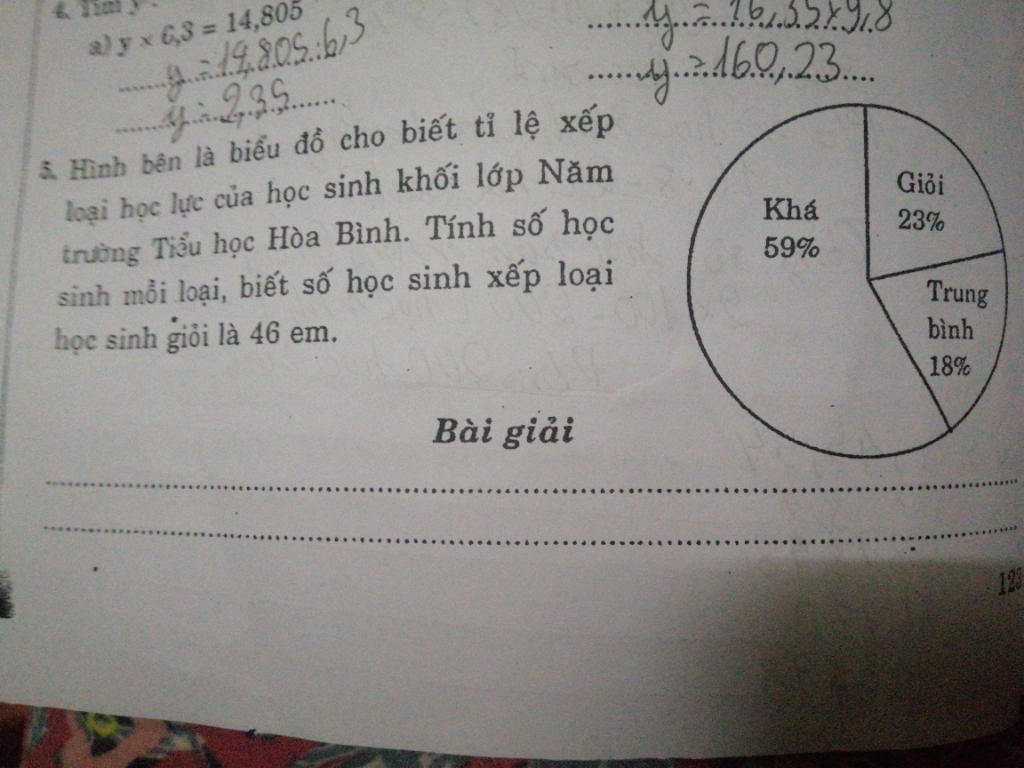 4. Tìm y
a) y × 6,3 = 14,805
y = 14,805 : 6,3
y = 2,35
y = 16,35 × 9,8
y = 160,23
5. Hình bên là biểu đồ cho biết tỉ lệ xếp
loại học lực của học sinh khối lớp Năm
trường Tiểu học Hòa Bình. Tính số học
sinh mỗi loại, biết số học sinh xếp loại
học sinh giỏi là 46 em.
Khá
59%
Giỏi
23%
Trung
bình
18%
Bài giải
123